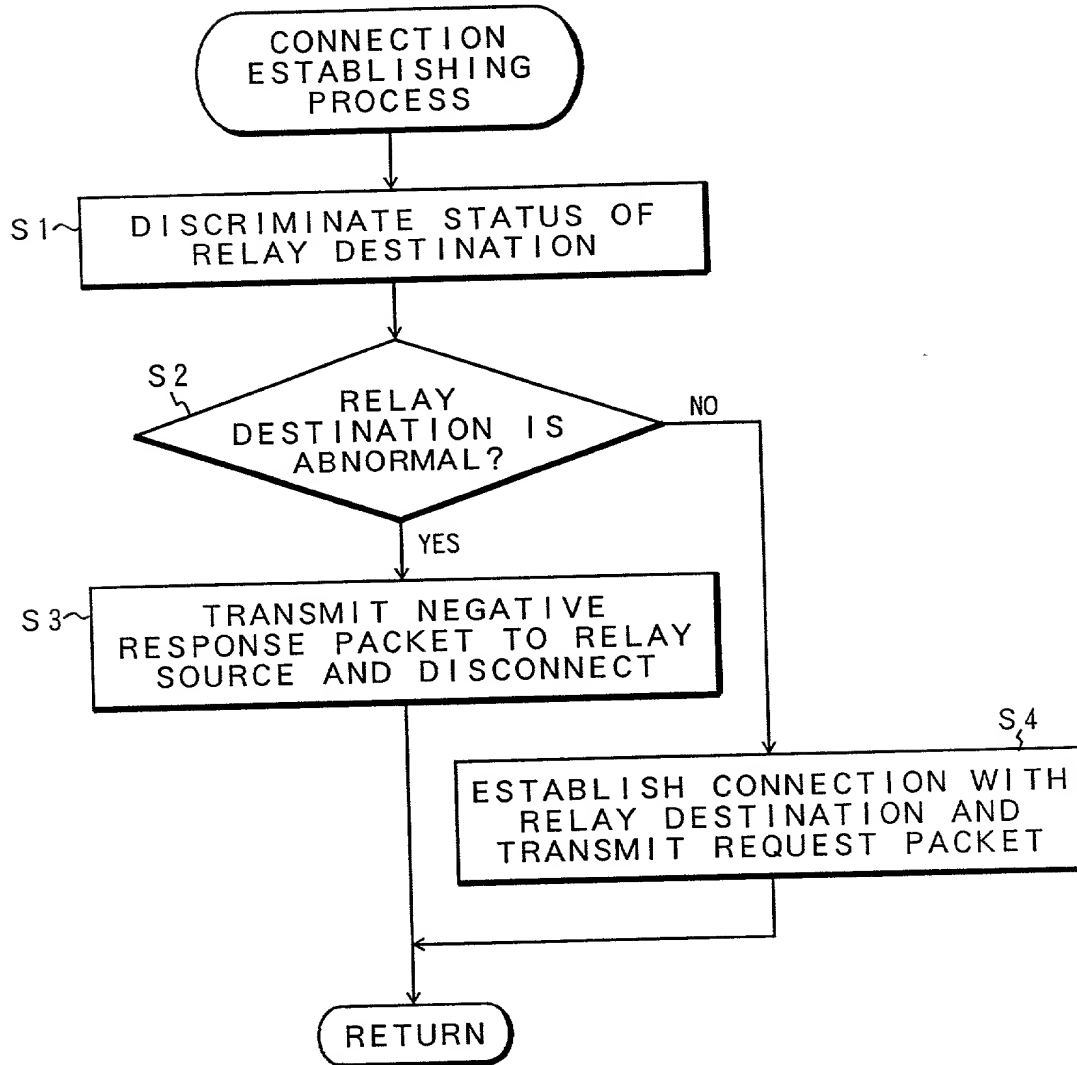 CONNECTION
ESTABLISHING
PROCESS
S1
DISCRIMINATE STATUS OF
RELAY DESTINATION
S2
RELAY
DESTINATION IS
ABNORMAL?
NO
YES
S3
TRANSMIT NEGATIVE
RESPONSE PACKET TO RELAY
SOURCE AND DISCONNECT
S4
ESTABLISH CONNECTION WITH
RELAY DESTINATION AND
TRANSMIT REQUEST PACKET
RETURN